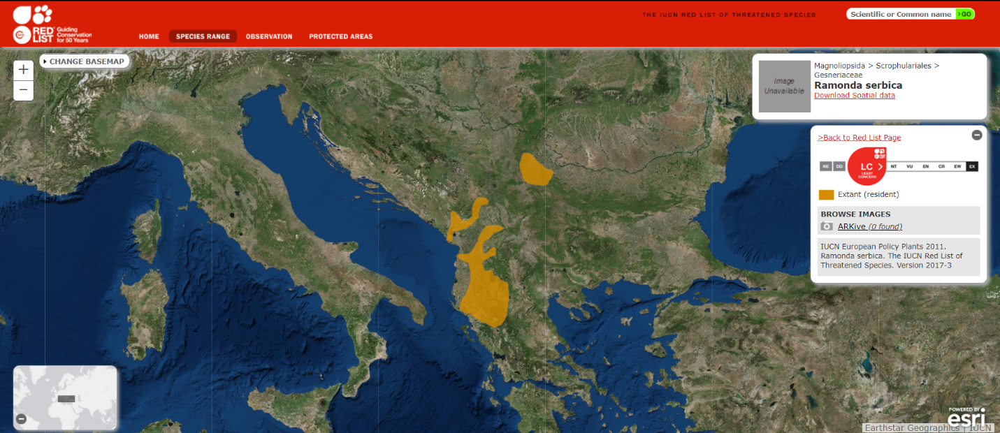 RED
LIST
Guiding
Conservation
for 50 Years
THE IUCN RED LIST OF THREATENED SPECIES
Scientific or Common name
>GO
HOME
SPECIES RANGE
OBSERVATION
PROTECTED AREAS
+
−
CHANGE BASEMAP
Image
Unavailable
Magnoliopsida > Scrophulariales >
Gesneriaceae
Ramonda serbica
Download Spatial data
>Back to Red List Page
NE DD LC > NT VU EN CR EW EX
LEAST
CONCERN
Extant (resident)
BROWSE IMAGES
ARKive (0 found)
IUCN European Policy Plants 2011.
Ramonda serbica. The IUCN Red List of
Threatened Species. Version 2017-3
POWERED BY
esri
Earthstar Geographics | IUCN